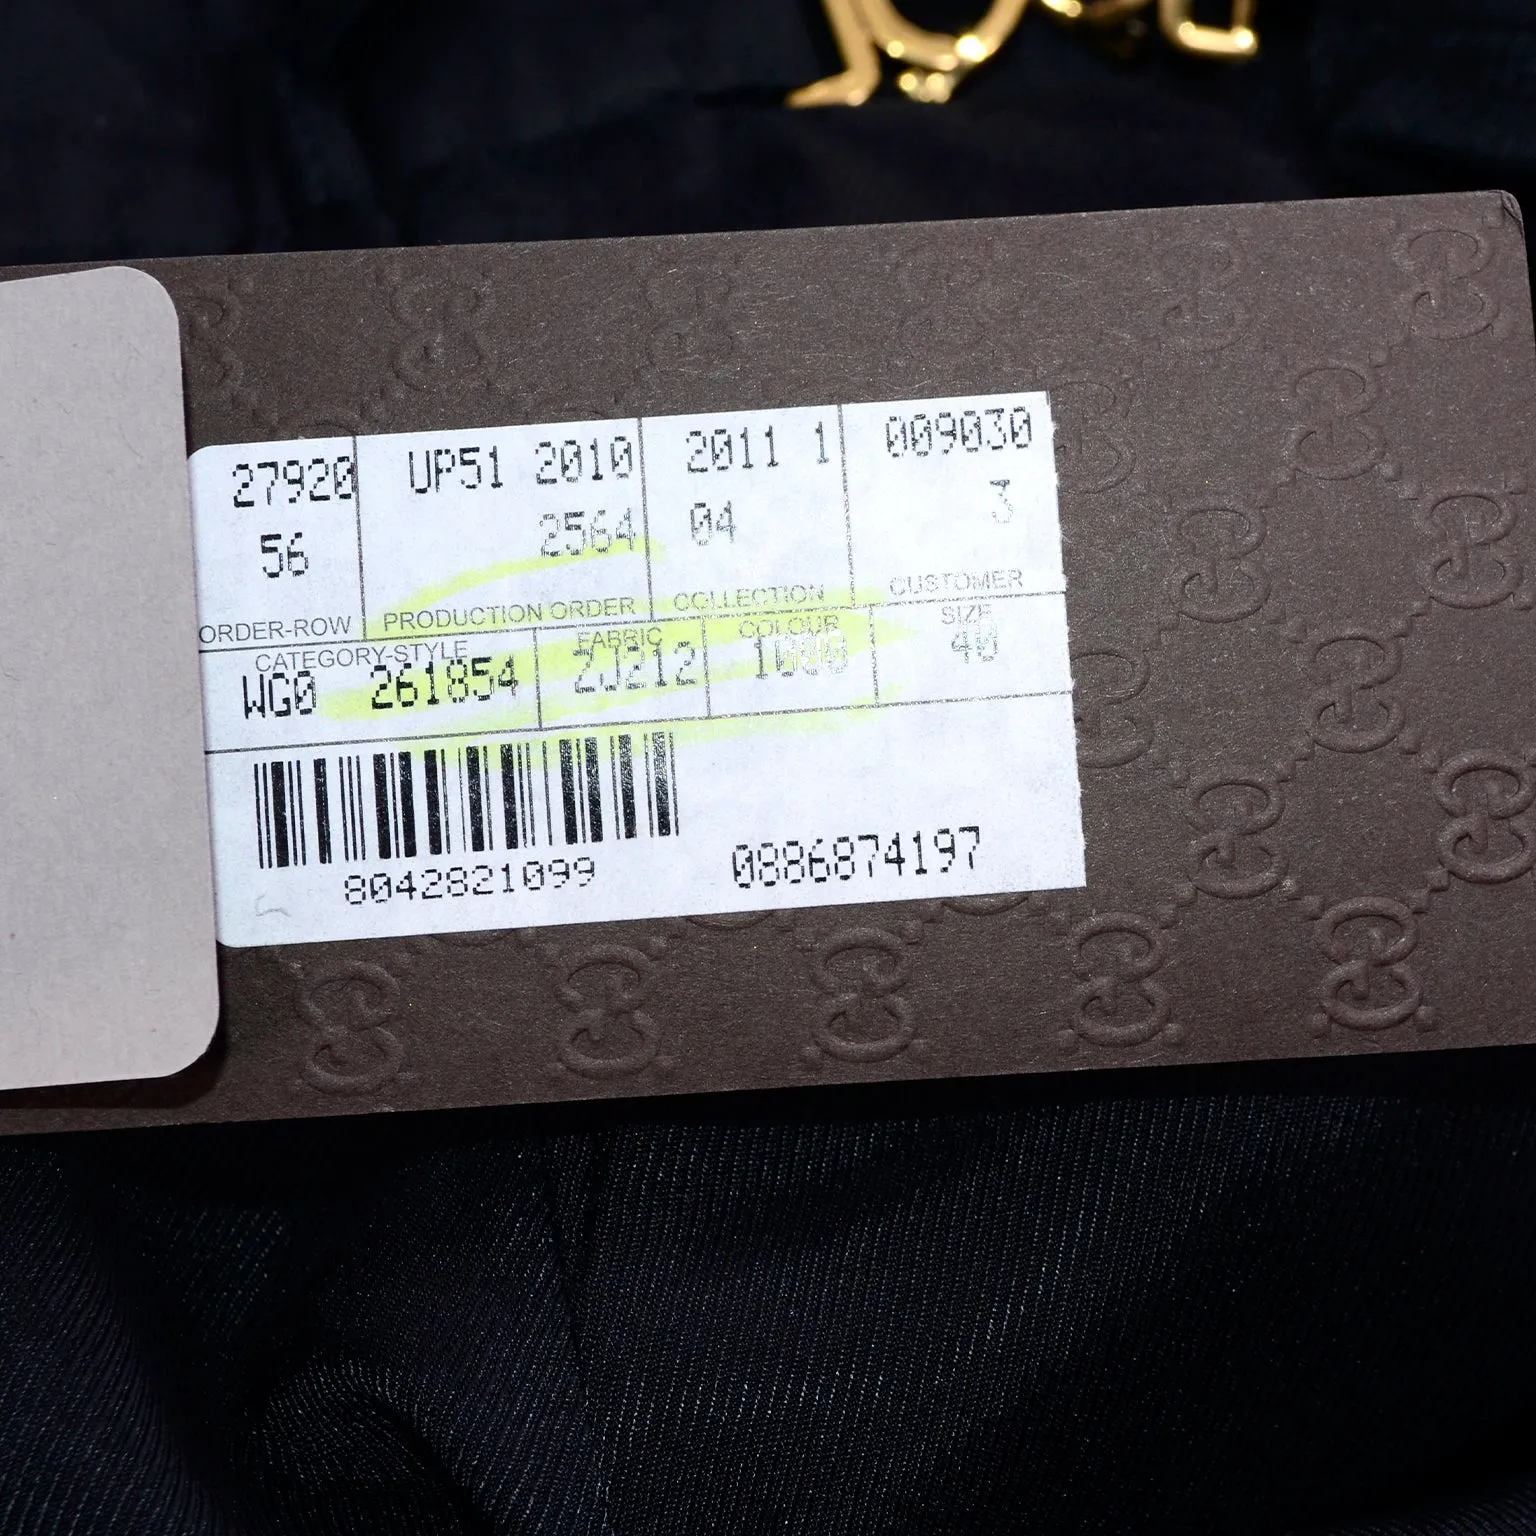 27920 UP51 2010 2011 1 009030
56 2564 04 3
ORDER-ROW PRODUCTION ORDER COLLECTION CUSTOMER
CATEGORY-STYLE FABRIC COLOUR SIZE
WG0 261854 ZJ212 1000 40
8042821099 0886874197